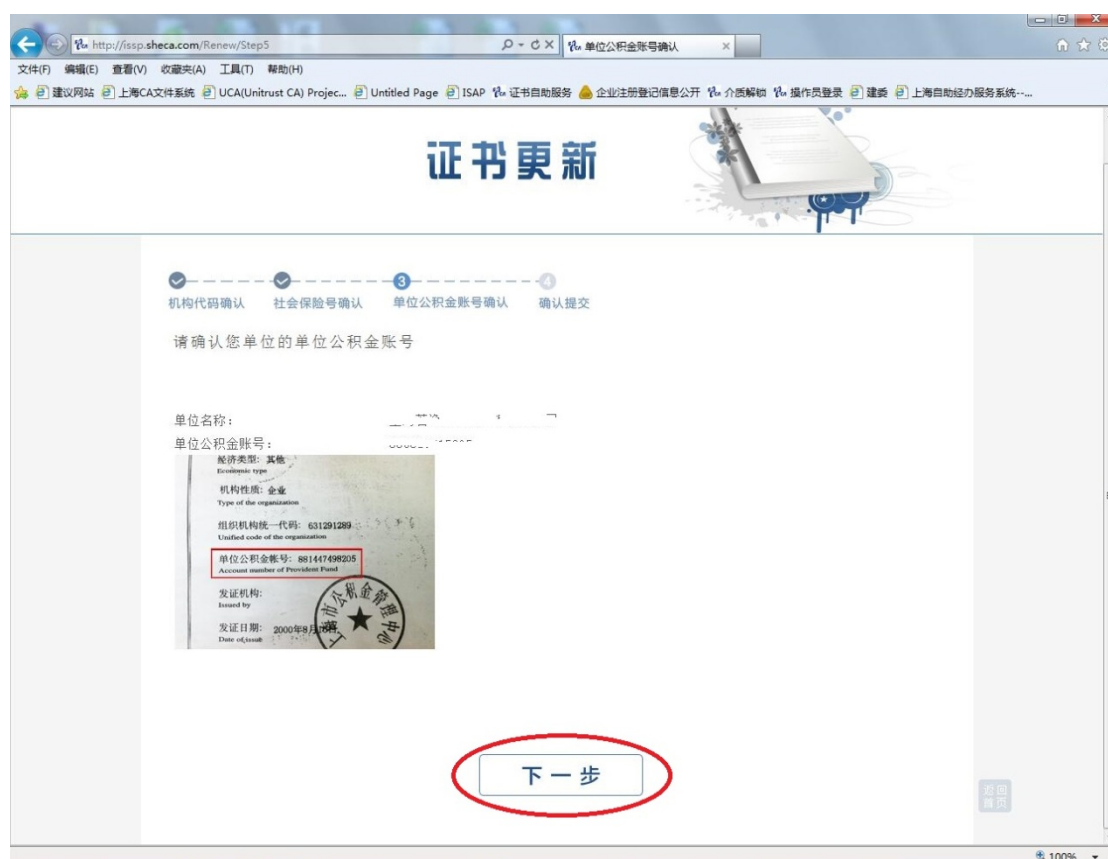 http://issp.sheca.com/Renew/Step5
单位公积金账号确认
文件(F) 编辑(E) 查看(V) 收藏夹(A) 工具(T) 帮助(H)
建议网站 上海CA文件系统 UCA(Unitrust CA) Projec... Untitled Page ISAP 证书自助服务 企业注册登记信息公开 介质解锁 操作员登录 建委 上海自助经办服务系统--...
证书更新
3 4
机构代码确认 社会保险号确认 单位公积金账号确认 确认提交
请确认您单位的单位公积金账号
单位名称:
单位公积金账号:
经济类型: 其他
Economic type
机构性质: 企业
Type of the organization
组织机构统一代码: 631291289
Unified code of the organization
单位公积金帐号: 881447498205
Account number of Provident Fund
发证机构:
Issued by
发证日期: 2000年8月
Date of issue
市公积金管理中心
下一步
返回
首页
100%